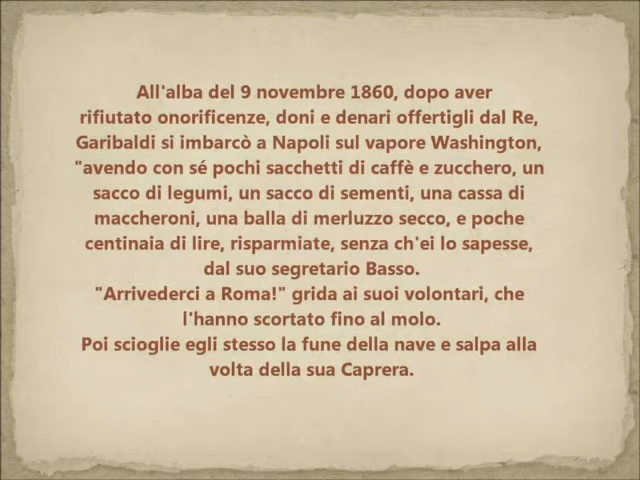 All'alba del 9 novembre 1860, dopo aver
rifiutato onorificenze, doni e denari offertigli dal Re,
Garibaldi si imbarcò a Napoli sul vapore Washington,
"avendo con sé pochi sacchetti di caffè e zucchero, un
sacco di legumi, un sacco di sementi, una cassa di
maccheroni, una balla di merluzzo secco, e poche
centinaia di lire, risparmiate, senza ch'ei lo sapesse,
dal suo segretario Basso.
"Arrivederci a Roma!" grida ai suoi volontari, che
l'hanno scortato fino al molo.
Poi scioglie egli stesso la fune della nave e salpa alla
volta della sua Caprera.